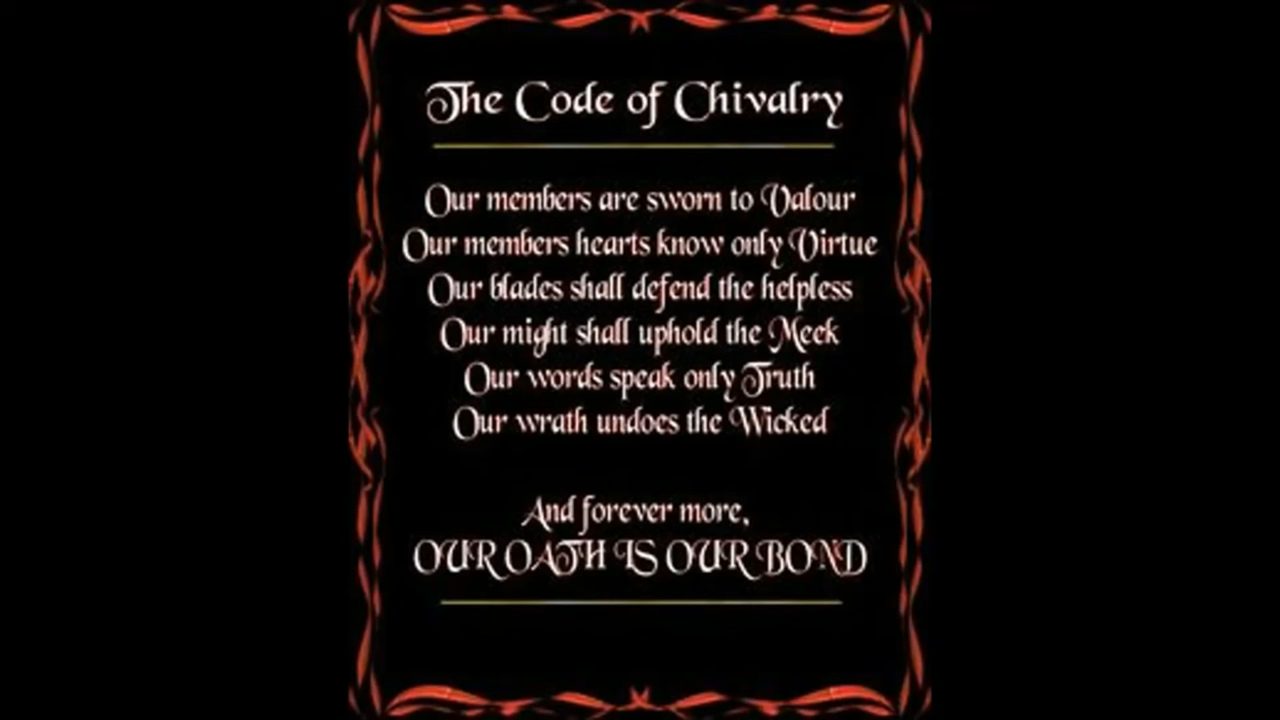 The Code of Chivalry
Our members are sworn to Valour
Our members hearts know only Virtue
Our blades shall defend the helpless
Our might shall uphold the Meek
Our words speak only Truth
Our wrath undoes the Wicked
And forever more,
OUR OATH IS OUR BOND